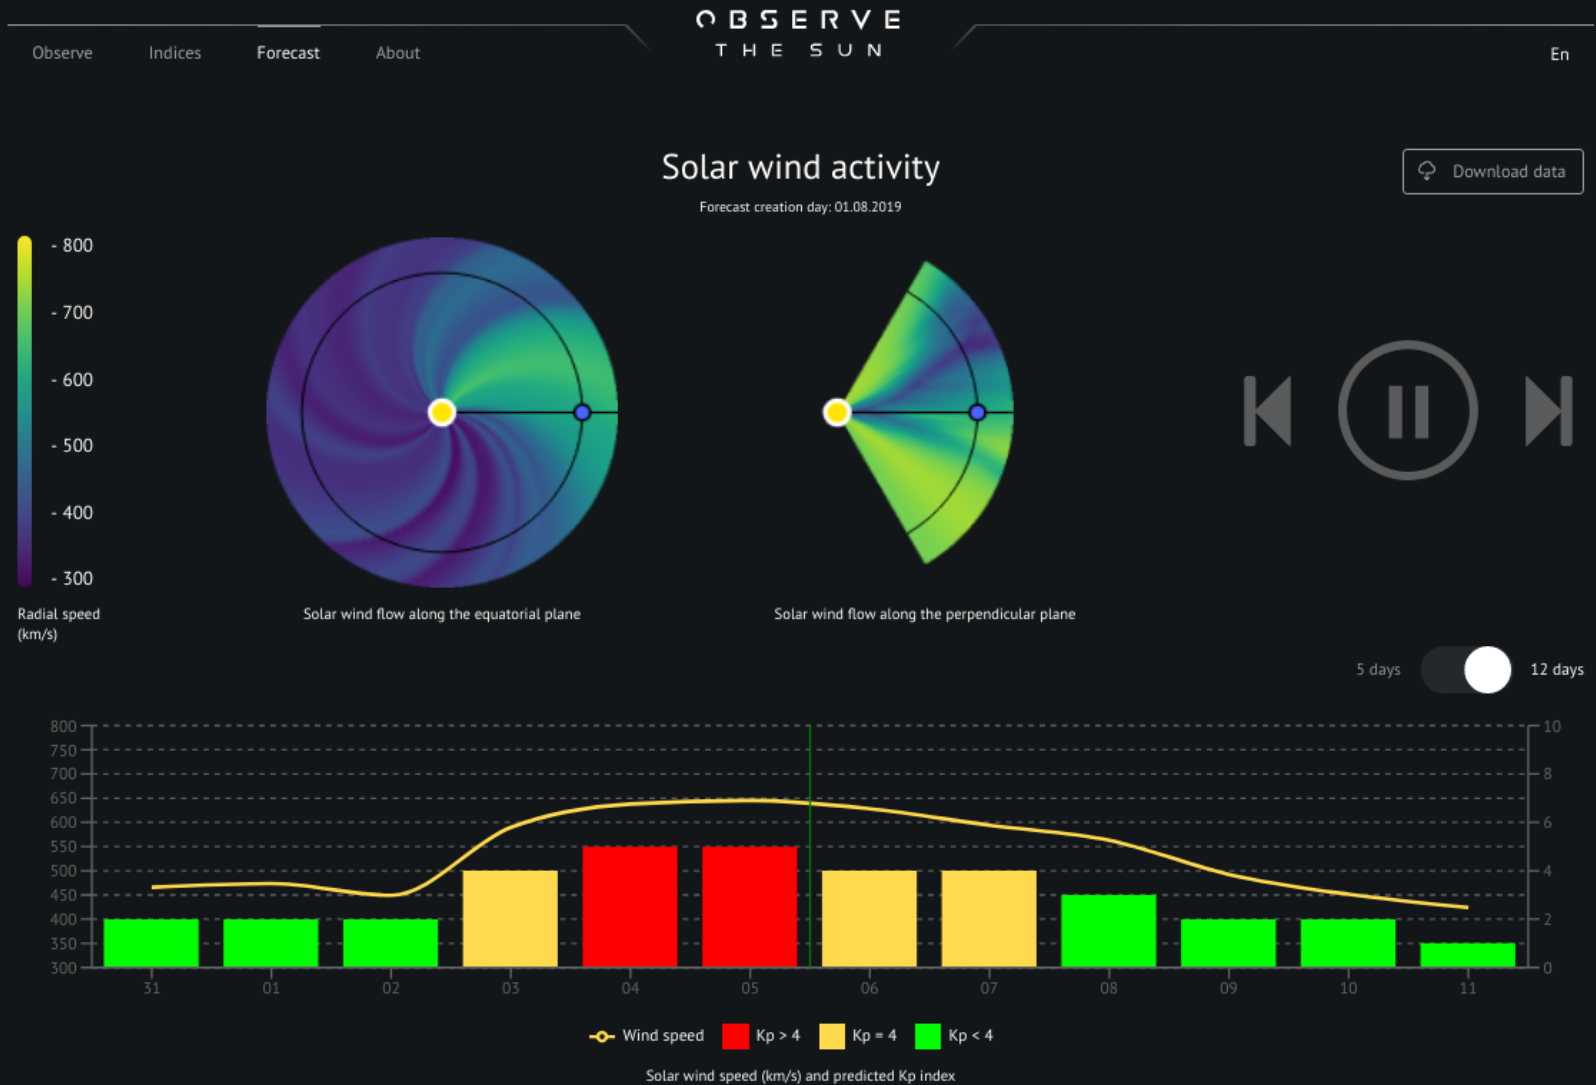 OBSERVE
THE SUN
Observe Indices Forecast About
En
Solar wind activity
Download data
Forecast creation day: 01.08.2019
- 800
- 700
- 600
- 500
- 400
- 300
Radial speed
(km/s)
Solar wind flow along the equatorial plane
Solar wind flow along the perpendicular plane
5 days 12 days
800 10
750
700 8
650
600 6
550
500 4
450
400 2
350
300 0
31 01 02 03 04 05 06 07 08 09 10 11
Wind speed Kp > 4 Kp = 4 Kp < 4
Solar wind speed (km/s) and predicted Kp index